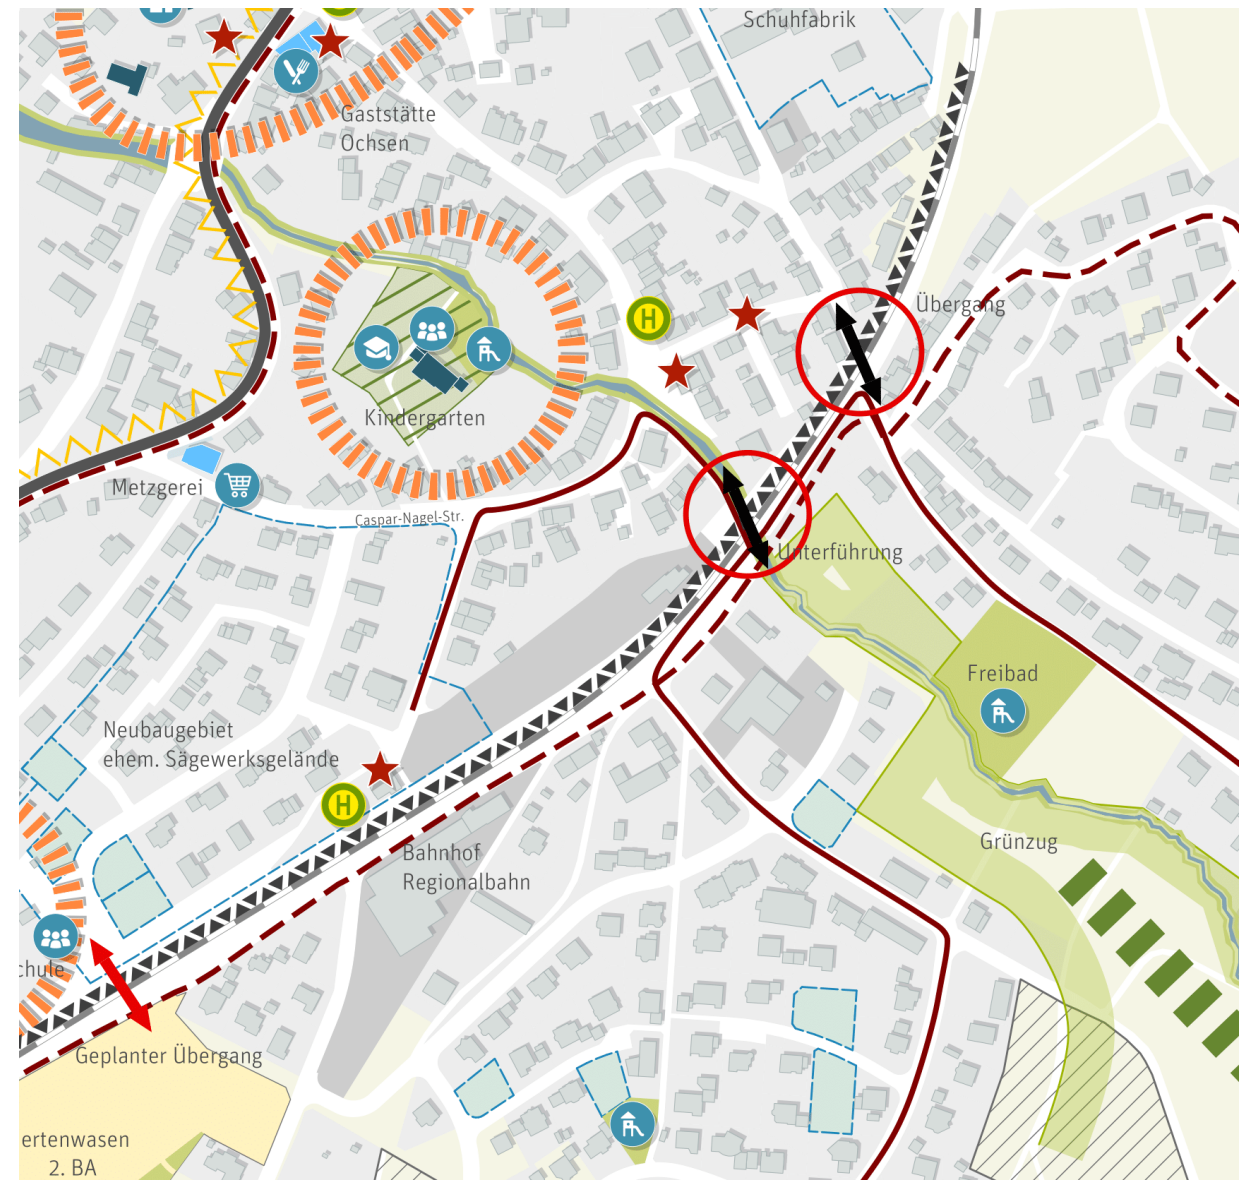 Schuhfabrik
Gaststätte
Ochsen
Übergang
H
Kindergarten
Metzgerei
Caspar-Nagel-Str.
Unterführung
Freibad
Neubaugebiet
ehem. Sägewerksgelände
H
Bahnhof
Regionalbahn
Grünzug
chule
Geplanter Übergang
ertenwasen
2. BA